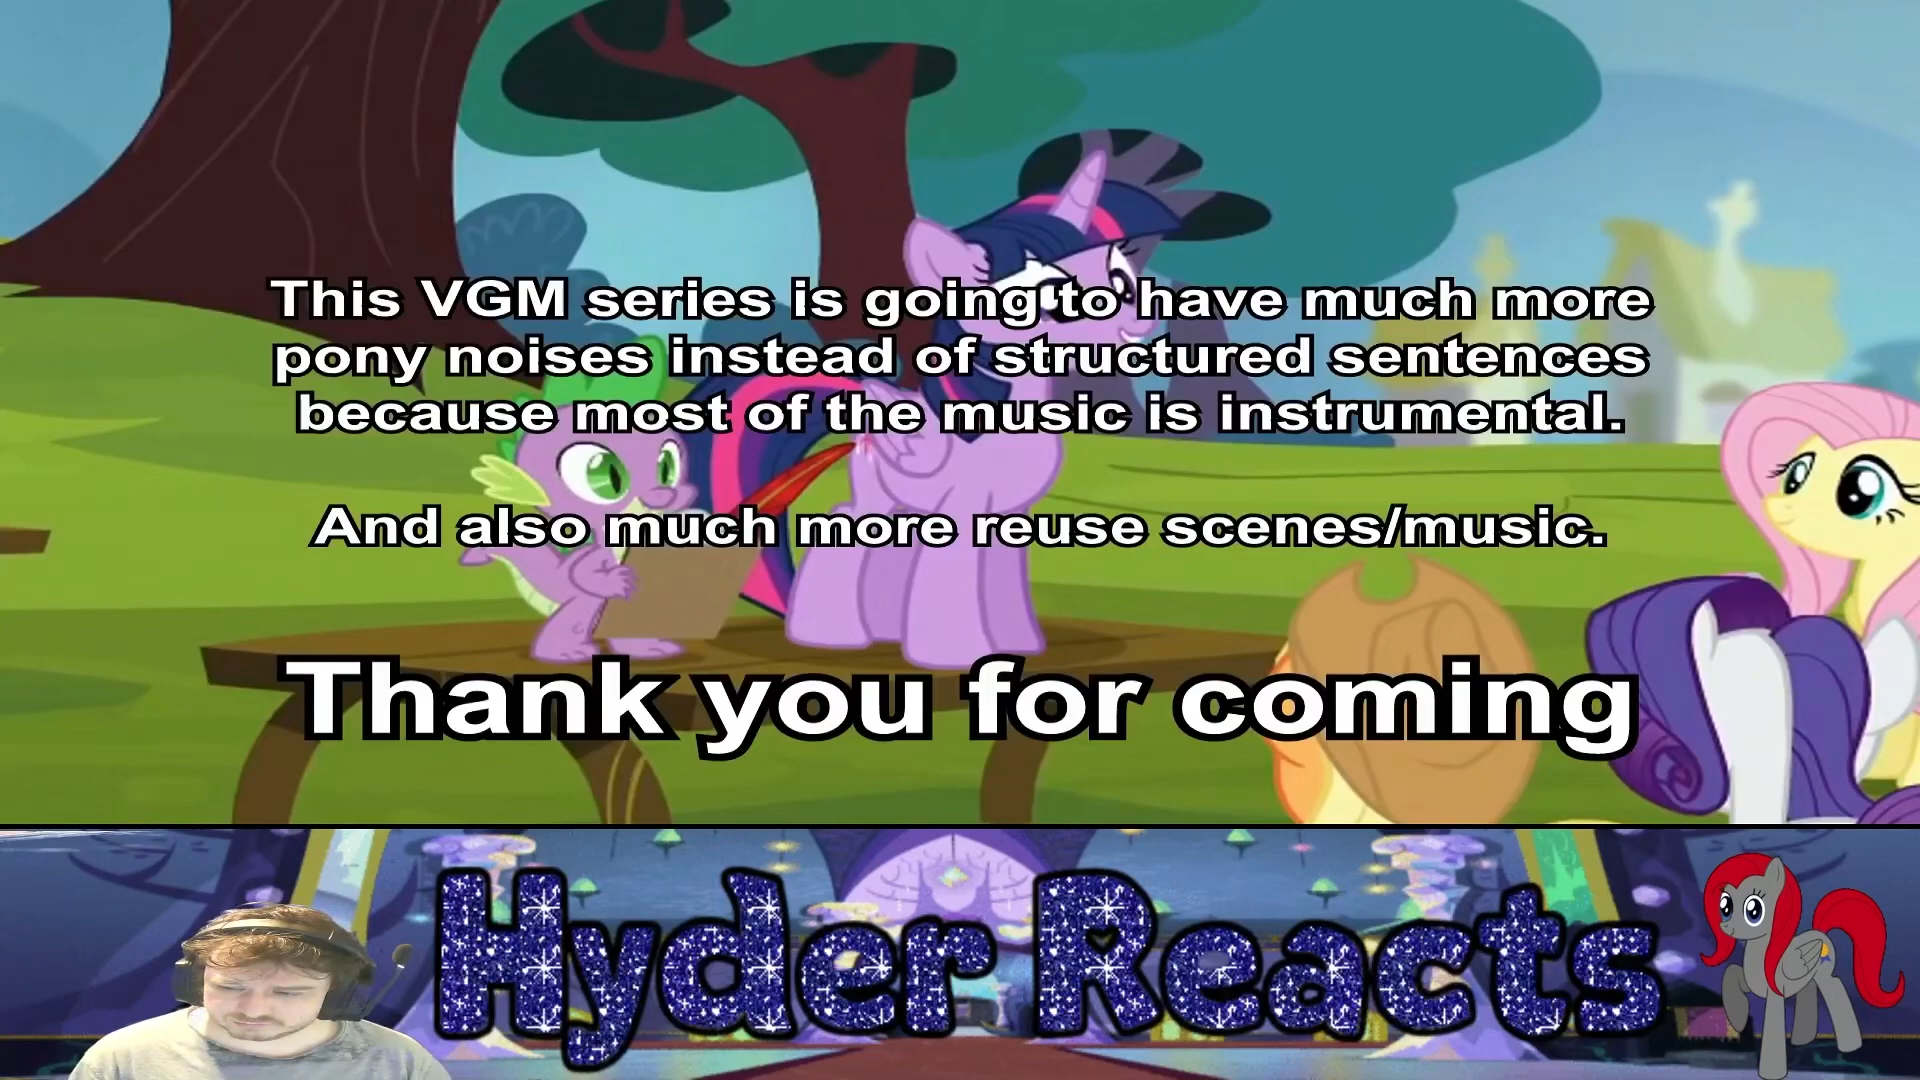 This VGM series is going to have much more
pony noises instead of structured sentences
because most of the music is instrumental.
And also much more reuse scenes/music.
Thank you for coming
Hyder Reacts